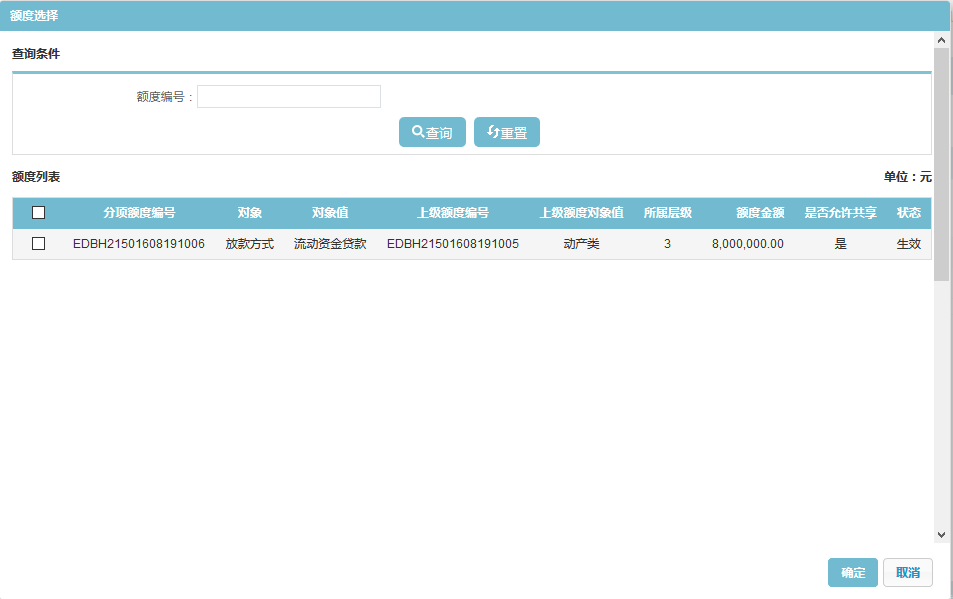 额度选择
查询条件
额度编号：
查询 重置
额度列表 单位：元
分项额度编号 对象 对象值 上级额度编号 上级额度对象值 所属层级 额度金额 是否允许共享 状态
EDBH21501608191006 放款方式 流动资金贷款 EDBH21501608191005 动产类 3 8,000,000.00 是 生效
确定 取消